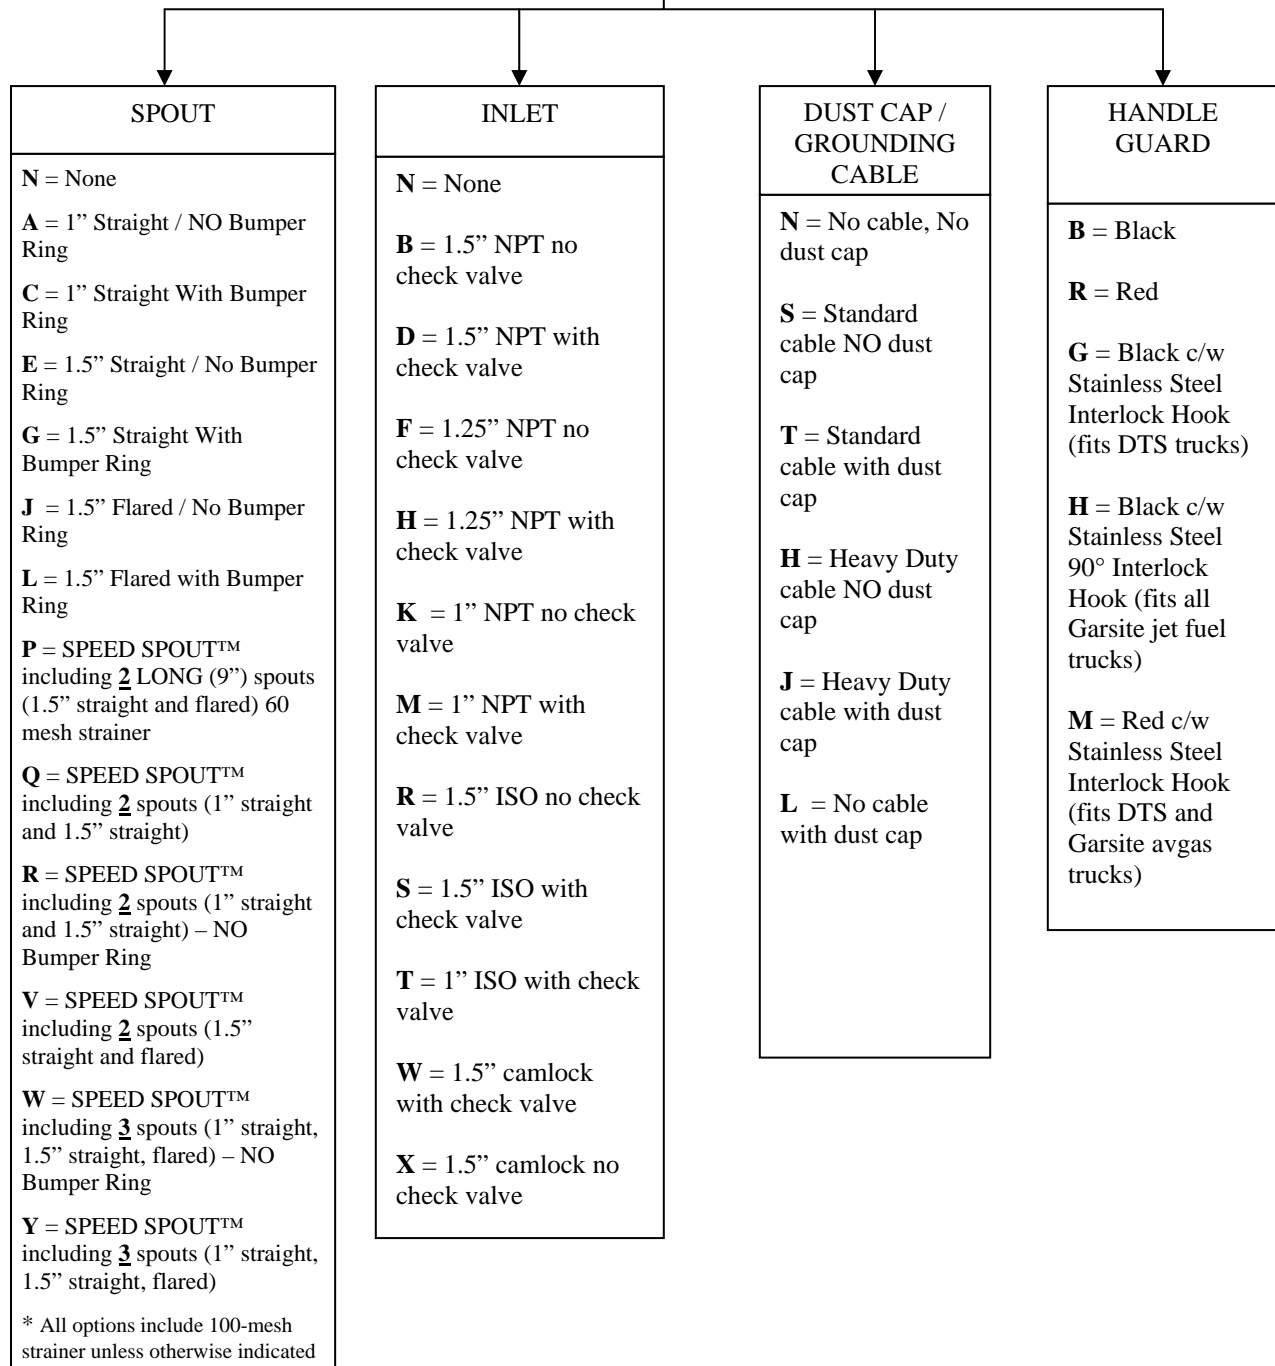 SPOUT
N = None
A = 1” Straight / NO Bumper
Ring
C = 1” Straight With Bumper
Ring
E = 1.5” Straight / No Bumper
Ring
G = 1.5” Straight With
Bumper Ring
J = 1.5” Flared / No Bumper
Ring
L = 1.5” Flared with Bumper
Ring
P = SPEED SPOUT™
including 2 LONG (9”) spouts
(1.5” straight and flared) 60
mesh strainer
Q = SPEED SPOUT™
including 2 spouts (1” straight
and 1.5” straight)
R = SPEED SPOUT™
including 2 spouts (1” straight
and 1.5” straight) – NO
Bumper Ring
V = SPEED SPOUT™
including 2 spouts (1.5”
straight and flared)
W = SPEED SPOUT™
including 3 spouts (1” straight,
1.5” straight, flared) – NO
Bumper Ring
Y = SPEED SPOUT™
including 3 spouts (1” straight,
1.5” straight, flared)
* All options include 100-mesh
strainer unless otherwise indicated
INLET
N = None
B = 1.5” NPT no
check valve
D = 1.5” NPT with
check valve
F = 1.25” NPT no
check valve
H = 1.25” NPT with
check valve
K = 1” NPT no check
valve
M = 1” NPT with
check valve
R = 1.5” ISO no check
valve
S = 1.5” ISO with
check valve
T = 1” ISO with check
valve
W = 1.5” camlock
with check valve
X = 1.5” camlock no
check valve
DUST CAP /
GROUNDING
CABLE
N = No cable, No
dust cap
S = Standard
cable NO dust
cap
T = Standard
cable with dust
cap
H = Heavy Duty
cable NO dust
cap
J = Heavy Duty
cable with dust
cap
L = No cable
with dust cap
HANDLE
GUARD
B = Black
R = Red
G = Black c/w
Stainless Steel
Interlock Hook
(fits DTS trucks)
H = Black c/w
Stainless Steel
90° Interlock
Hook (fits all
Garsite jet fuel
trucks)
M = Red c/w
Stainless Steel
Interlock Hook
(fits DTS and
Garsite avgas
trucks)